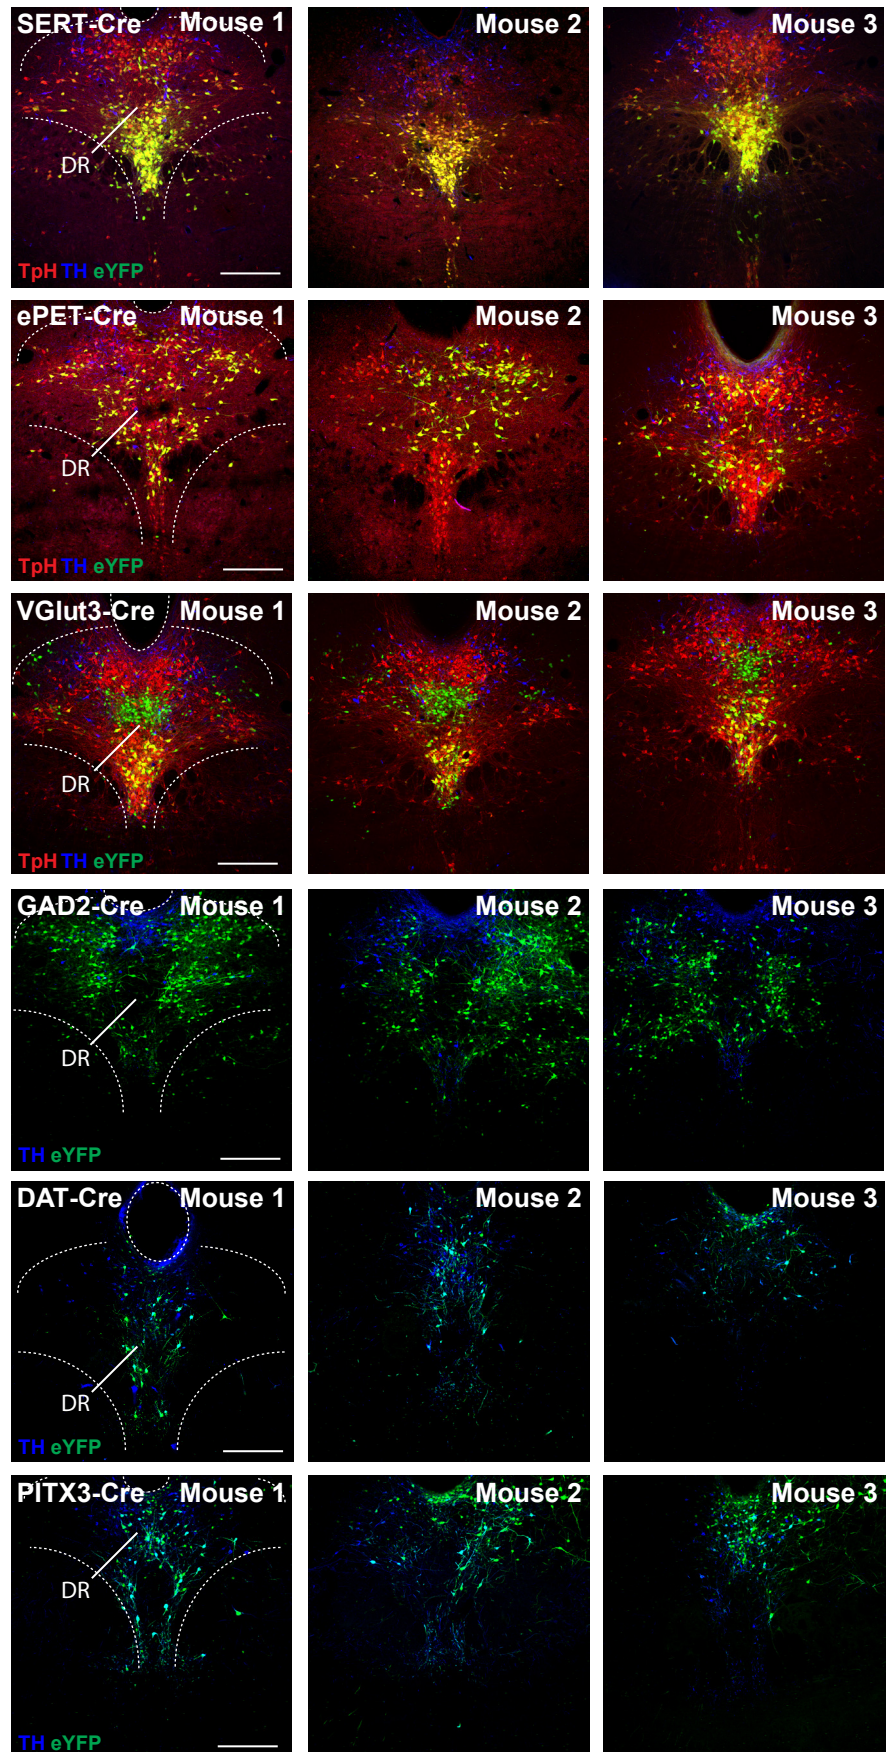 SERT-Cre Mouse 1 Mouse 2 Mouse 3
DR
TpH TH eYFP
ePET-Cre Mouse 1 Mouse 2 Mouse 3
DR
TpH TH eYFP
VGlut3-Cre Mouse 1 Mouse 2 Mouse 3
DR
TpH TH eYFP
GAD2-Cre Mouse 1 Mouse 2 Mouse 3
DR
TH eYFP
DAT-Cre Mouse 1 Mouse 2 Mouse 3
DR
TH eYFP
PITX3-Cre Mouse 1 Mouse 2 Mouse 3
DR
TH eYFP